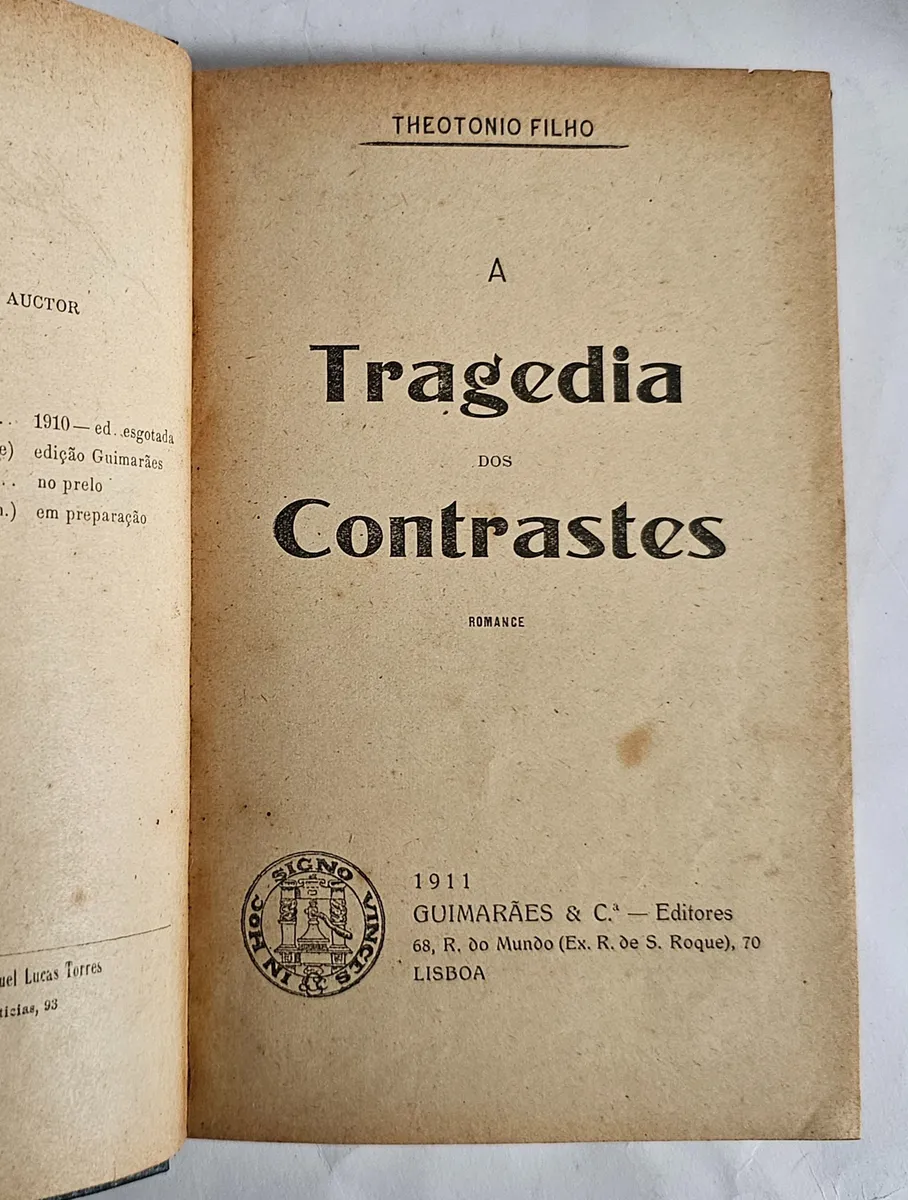 AUCTOR
.. 1910 — ed. esgotada
e) edição Guimarães
.. no prelo
.) em preparação
uel Lucas Torres
ticias, 93
THEOTONIO FILHO
A
Tragedia
DOS
Contrastes
ROMANCE
IN HOC SIGNO VINCES
1911
GUIMARÃES & C.ª — Editores
68, R. do Mundo (Ex. R. de S. Roque), 70
LISBOA